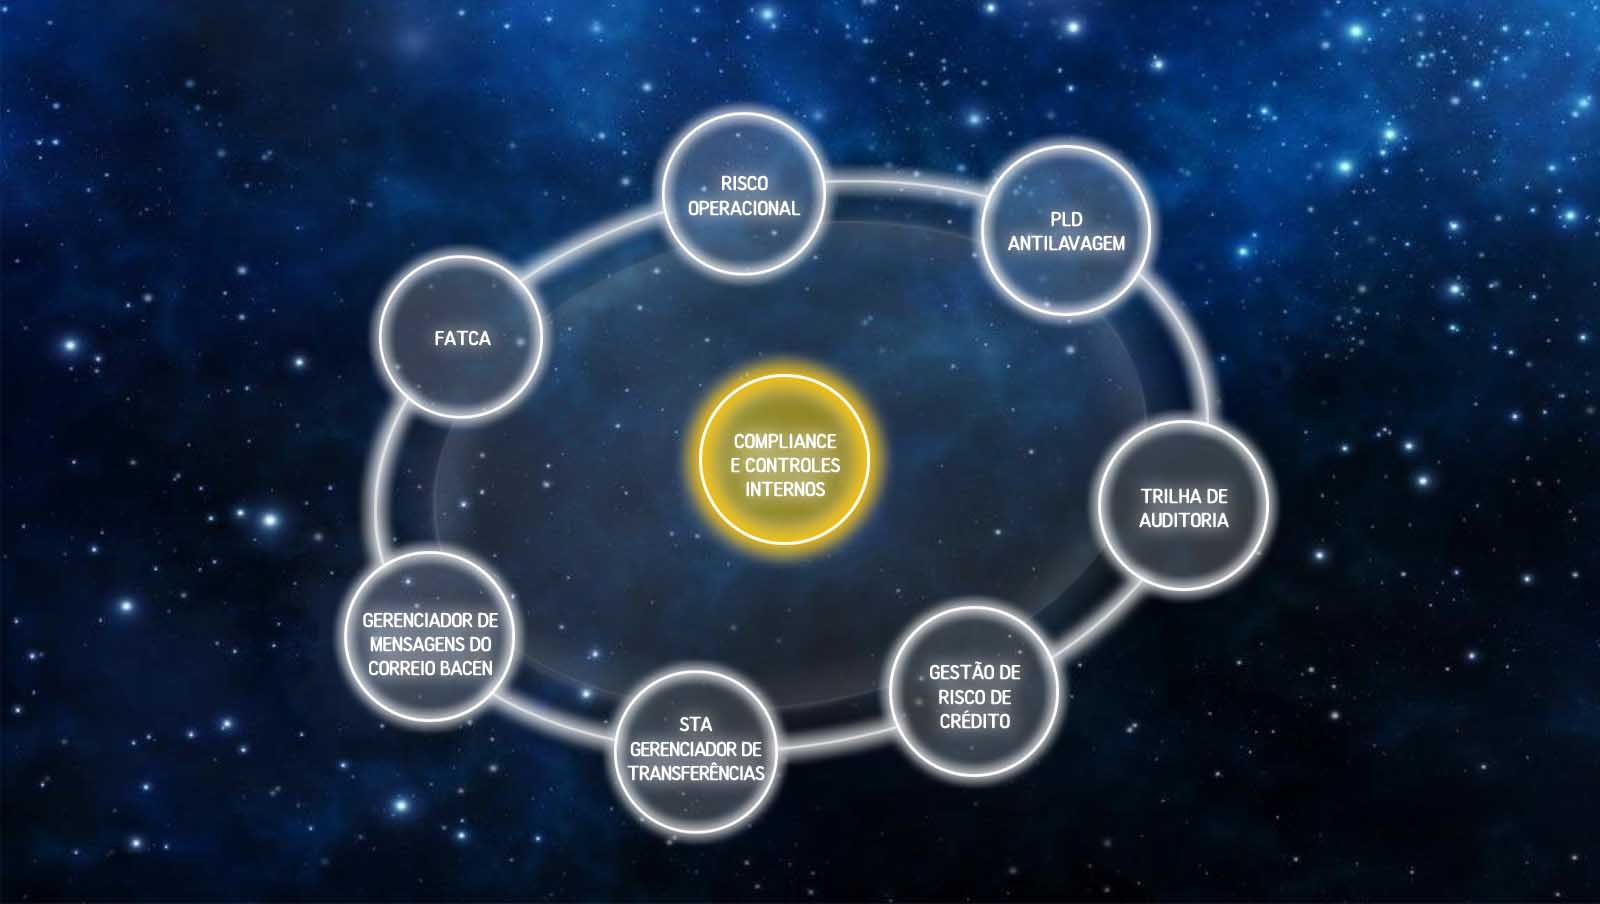 RISCO
OPERACIONAL
PLD
ANTILAVAGEM
FATCA
COMPLIANCE
E CONTROLES
INTERNOS
TRILHA DE
AUDITORIA
GERENCIADOR DE
MENSAGENS DO
CORREIO BACEN
GESTÃO DE
RISCO DE
CRÉDITO
STA
GERENCIADOR DE
TRANSFERÊNCIAS